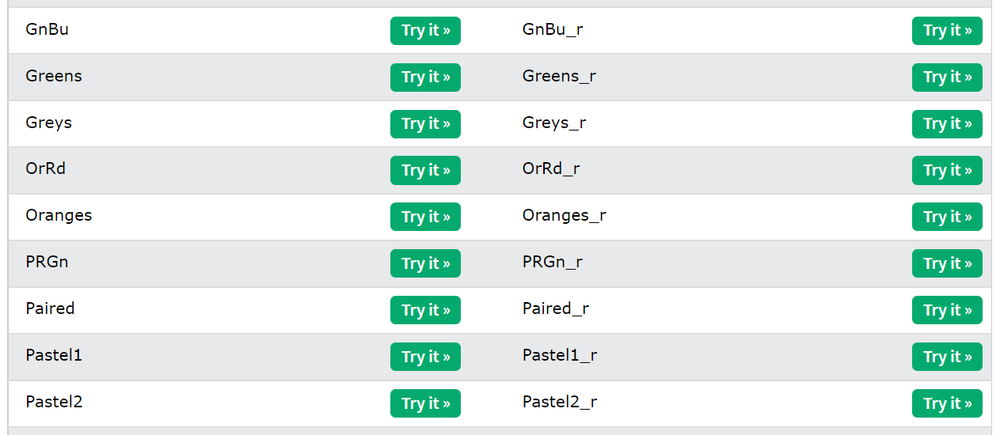 GnBu Try it » GnBu_r Try it »
Greens Try it » Greens_r Try it »
Greys Try it » Greys_r Try it »
OrRd Try it » OrRd_r Try it »
Oranges Try it » Oranges_r Try it »
PRGn Try it » PRGn_r Try it »
Paired Try it » Paired_r Try it »
Pastel1 Try it » Pastel1_r Try it »
Pastel2 Try it » Pastel2_r Try it »